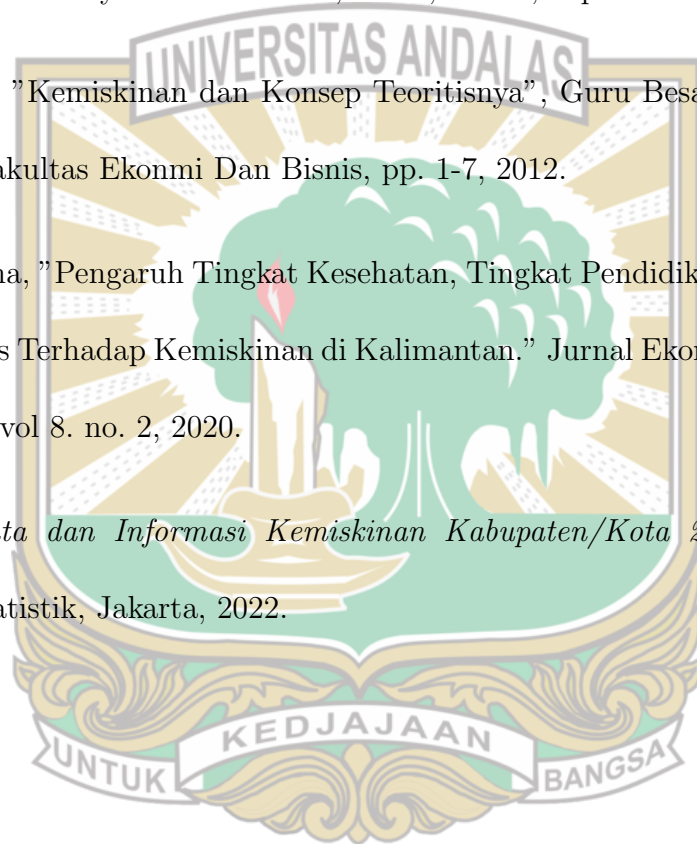 UNIVERSITAS ANDALAS
"Kemiskinan dan Konsep Teoritisnya", Guru Besa
akultas Ekonmi Dan Bisnis, pp. 1-7, 2012.
na, "Pengaruh Tingkat Kesehatan, Tingkat Pendidik
s Terhadap Kemiskinan di Kalimantan." Jurnal Ekon
vol 8. no. 2, 2020.
ta dan Informasi Kemiskinan Kabupaten/Kota 2
atistik, Jakarta, 2022.
KEDJAJAAN
UNTUK BANGSA